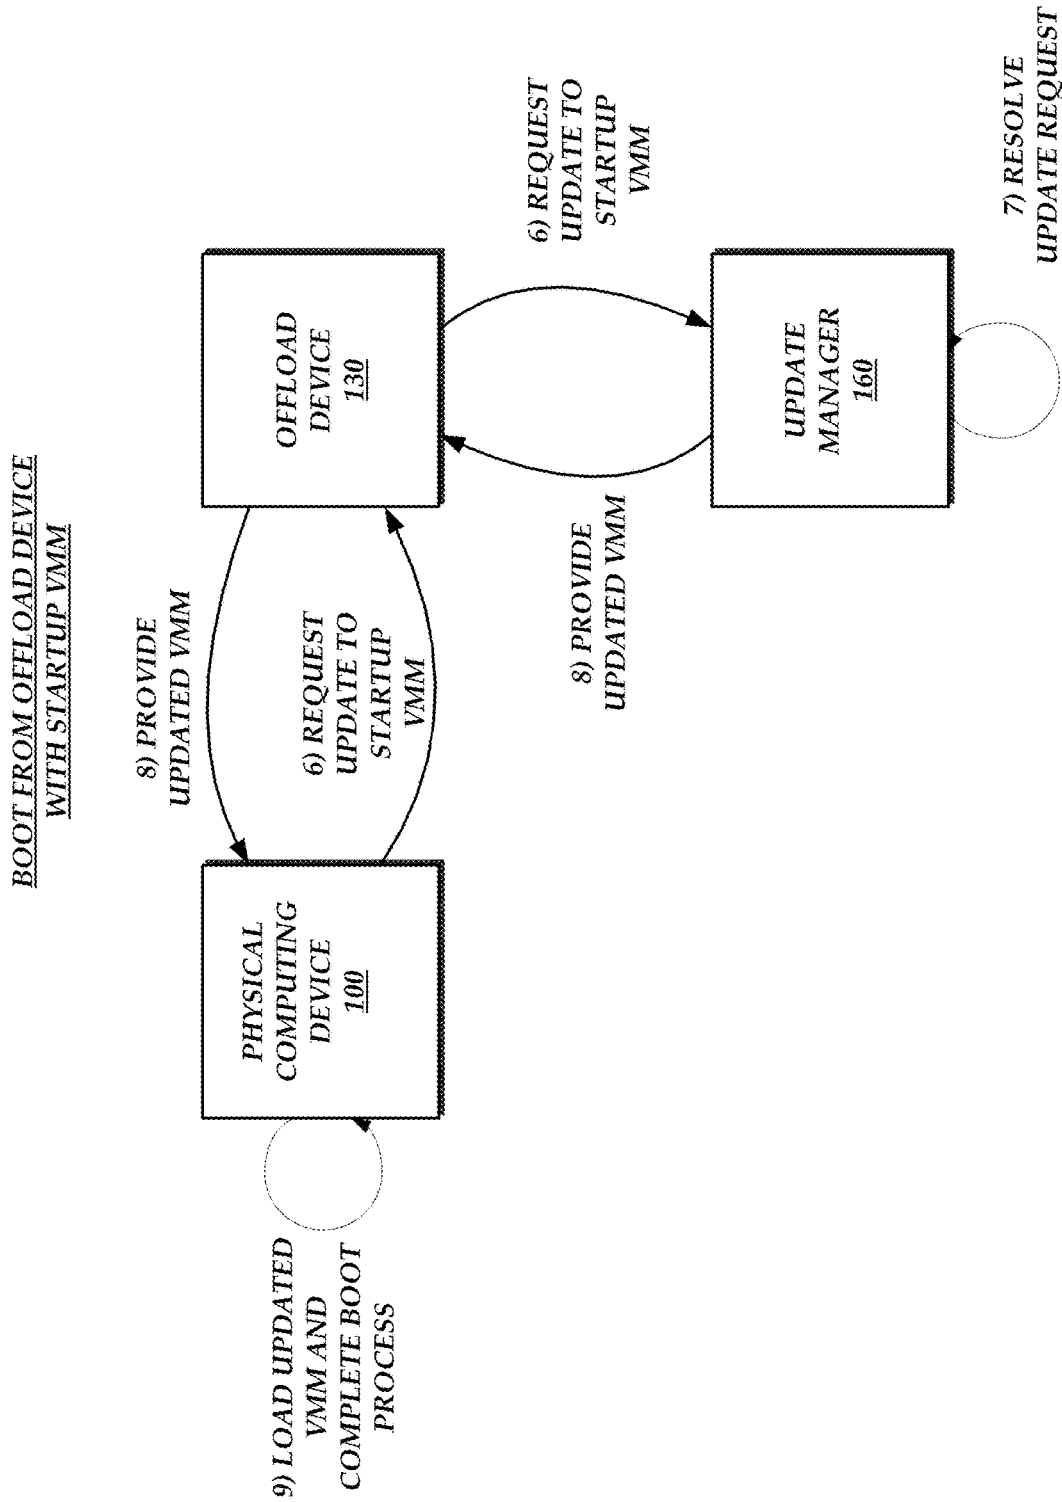 BOOT FROM OFFLOAD DEVICE
WITH STARTUP VMM
8) PROVIDE
UPDATED VMM
PHYSICAL
COMPUTING
DEVICE
100
6) REQUEST
UPDATE TO
STARTUP
VMM
OFFLOAD
DEVICE
130
9) LOAD UPDATED
VMM AND
COMPLETE BOOT
PROCESS
8) PROVIDE
UPDATED VMM
6) REQUEST
UPDATE TO
STARTUP
VMM
UPDATE
MANAGER
160
7) RESOLVE
UPDATE REQUEST